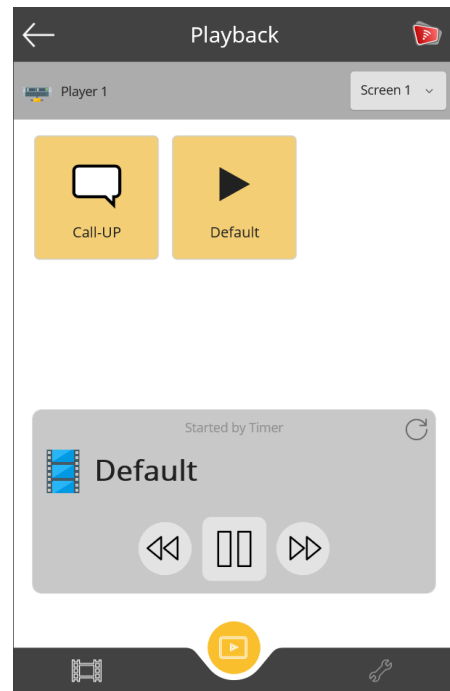 Playback
Player 1
Screen 1
Call-UP
Default
Started by Timer
Default